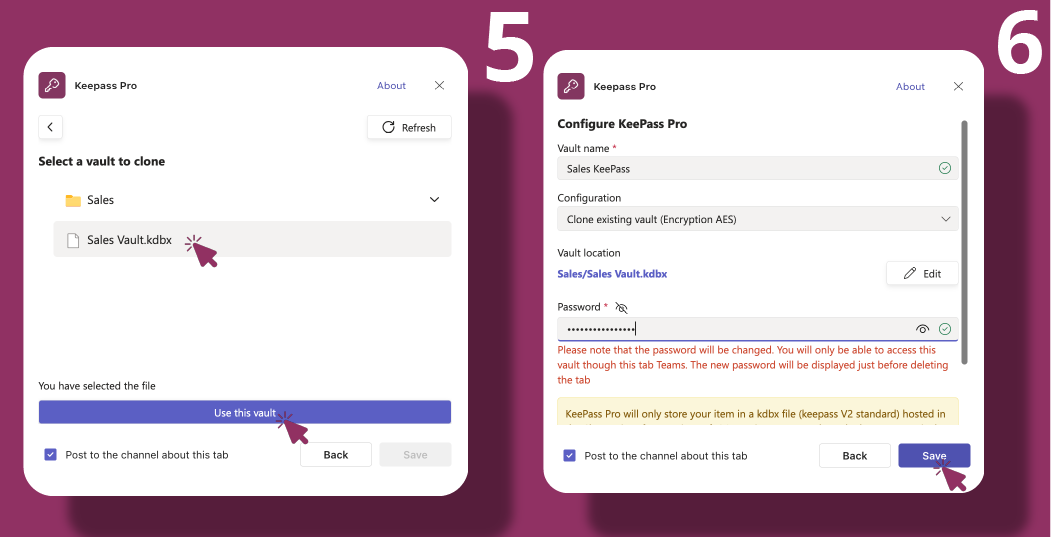 5
Keepass Pro
About
Refresh
Select a vault to clone
Sales
Sales Vault.kdbx
You have selected the file
Use this vault
Post to the channel about this tab
Back
Save
6
Keepass Pro
About
Configure KeePass Pro
Vault name *
Sales KeePass
Configuration
Clone existing vault (Encryption AES)
Vault location
Sales/Sales Vault.kdbx
Edit
Password *
••••••••••••••••
Please note that the password will be changed. You will only be able to access this
vault though this tab Teams. The new password will be displayed just before deleting
the tab
KeePass Pro will only store your item in a kdbx file (keepass V2 standard) hosted in
Post to the channel about this tab
Back
Save